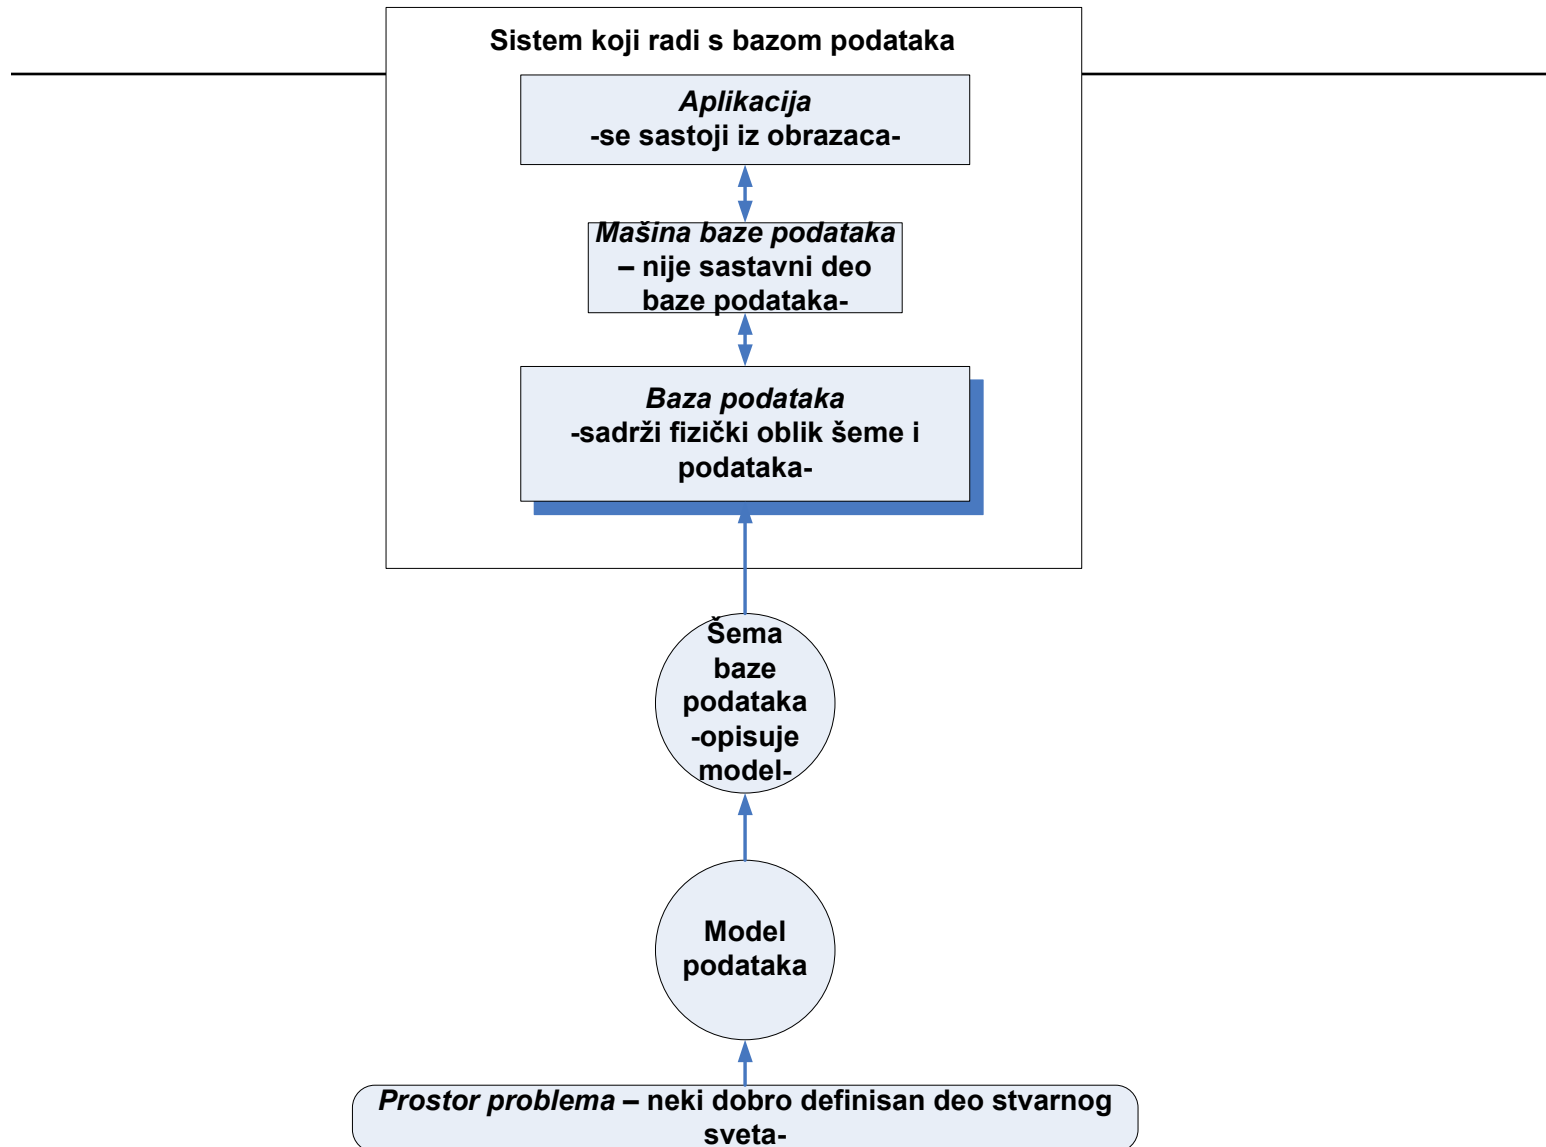 Sistem koji radi s bazom podataka
Aplikacija
-se sastoji iz obrazaca-
Mašina baze podataka
– nije sastavni deo
baze podataka-
Baza podataka
-sadrži fizički oblik šeme i
podataka-
Šema
baze
podataka
-opisuje
model-
Model
podataka
Prostor problema – neki dobro definisan deo stvarnog
sveta-